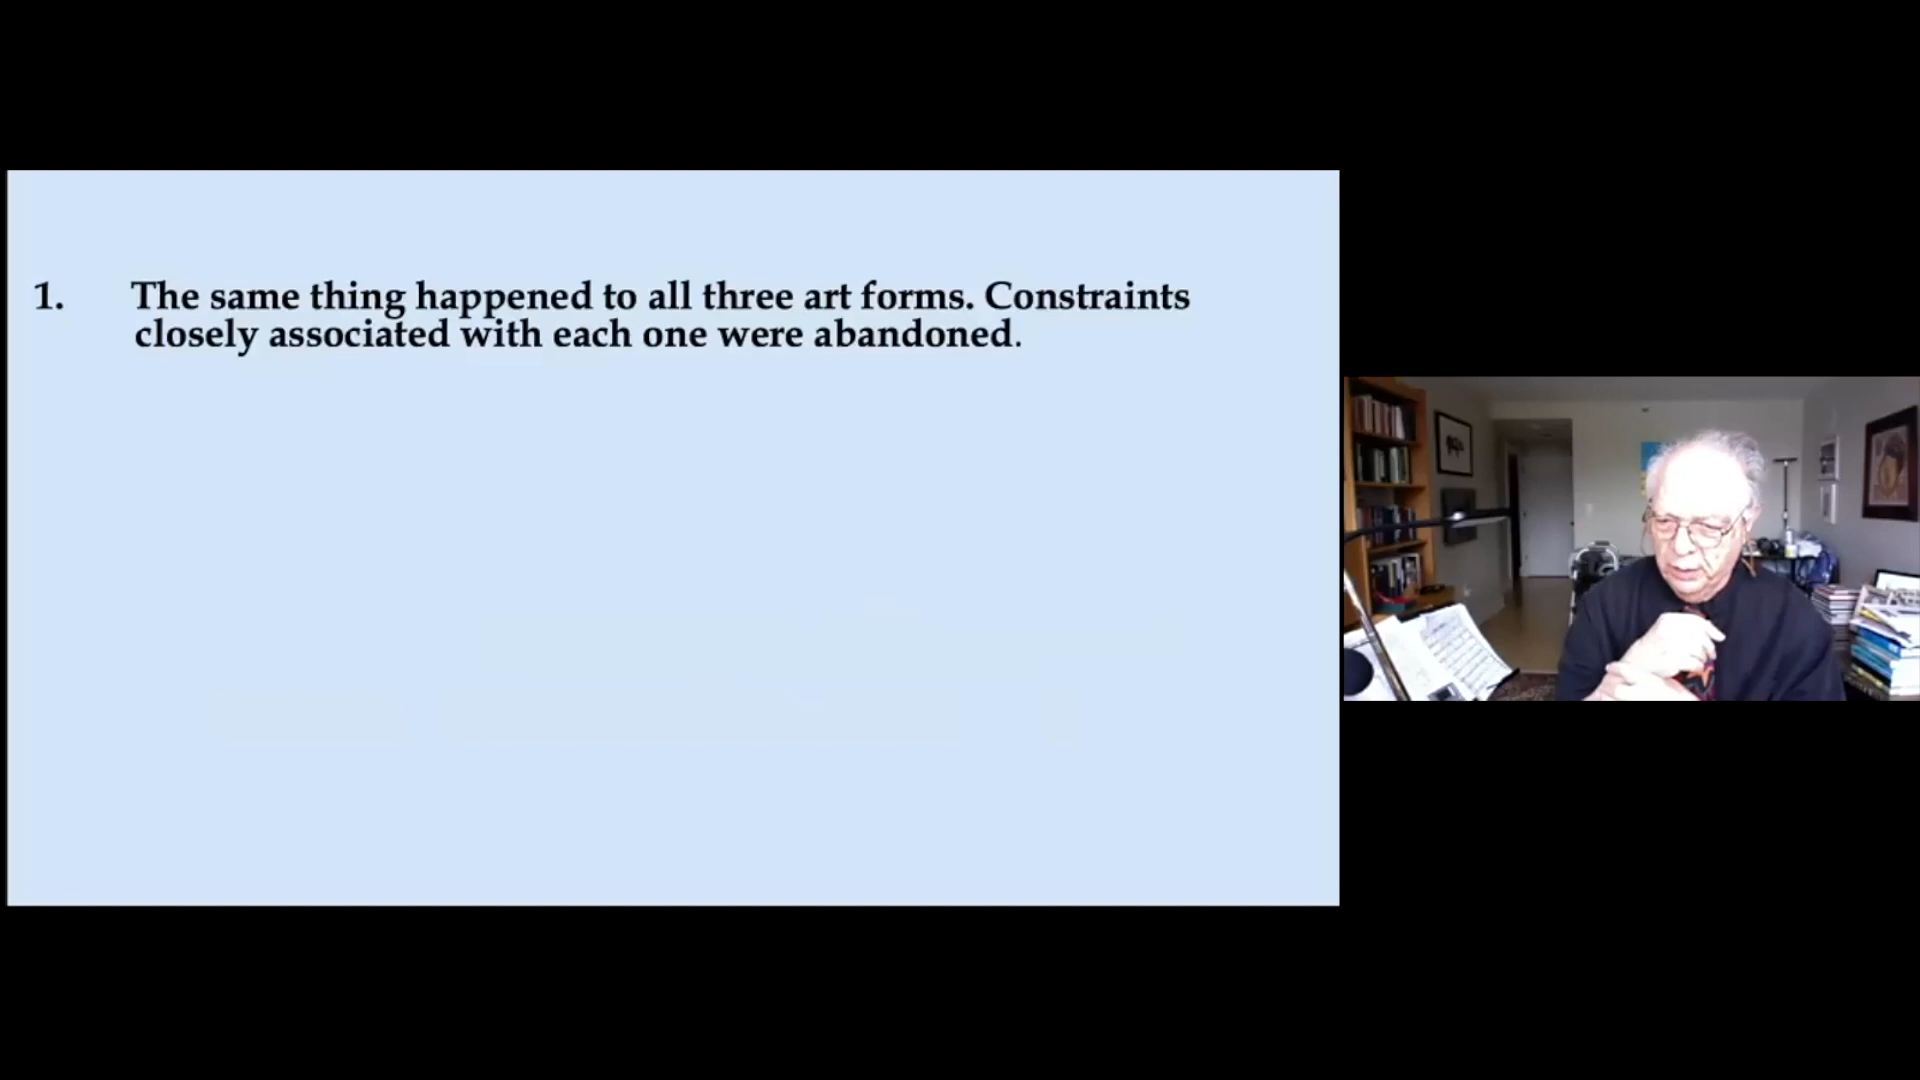 1. The same thing happened to all three art forms. Constraints
closely associated with each one were abandoned.